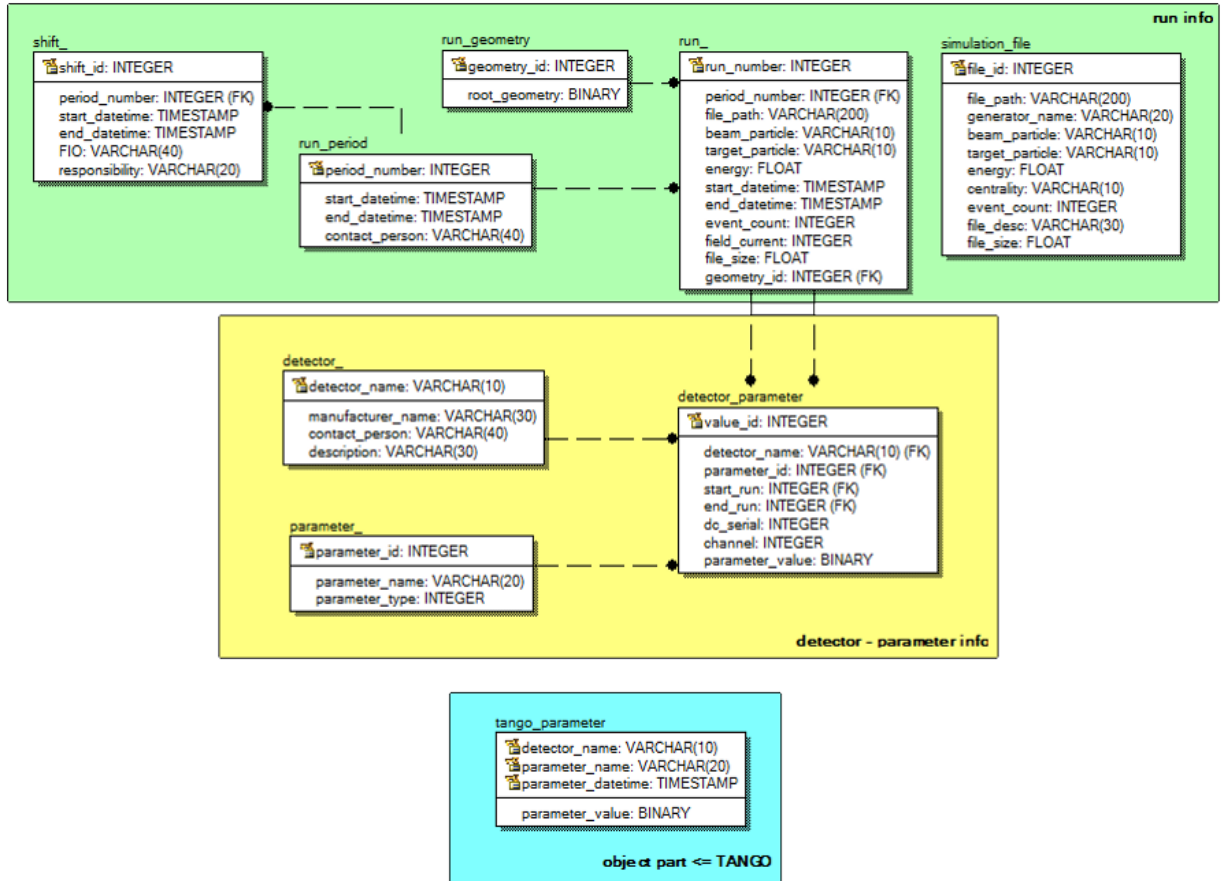 run info
shift_
shift_id: INTEGER
period_number: INTEGER (FK)
start_datetime: TIMESTAMP
end_datetime: TIMESTAMP
FIO: VARCHAR(40)
responsibility: VARCHAR(20)
run_geometry
geometry_id: INTEGER
root_geometry: BINARY
run_period
period_number: INTEGER
start_datetime: TIMESTAMP
end_datetime: TIMESTAMP
contact_person: VARCHAR(40)
run_
run_number: INTEGER
period_number: INTEGER (FK)
file_path: VARCHAR(200)
beam_particle: VARCHAR(10)
target_particle: VARCHAR(10)
energy: FLOAT
start_datetime: TIMESTAMP
end_datetime: TIMESTAMP
event_count: INTEGER
field_current: INTEGER
file_size: FLOAT
geometry_id: INTEGER (FK)
simulation_file
file_id: INTEGER
file_path: VARCHAR(200)
generator_name: VARCHAR(20)
beam_particle: VARCHAR(10)
target_particle: VARCHAR(10)
energy: FLOAT
centrality: VARCHAR(10)
event_count: INTEGER
file_desc: VARCHAR(30)
file_size: FLOAT
detector_
detector_name: VARCHAR(10)
manufacturer_name: VARCHAR(30)
contact_person: VARCHAR(40)
description: VARCHAR(30)
parameter_
parameter_id: INTEGER
parameter_name: VARCHAR(20)
parameter_type: INTEGER
detector_parameter
value_id: INTEGER
detector_name: VARCHAR(10) (FK)
parameter_id: INTEGER (FK)
start_run: INTEGER (FK)
end_run: INTEGER (FK)
dc_serial: INTEGER
channel: INTEGER
parameter_value: BINARY
detector - parameter info
tango_parameter
detector_name: VARCHAR(10)
parameter_name: VARCHAR(20)
parameter_datetime: TIMESTAMP
parameter_value: BINARY
object part <= TANGO